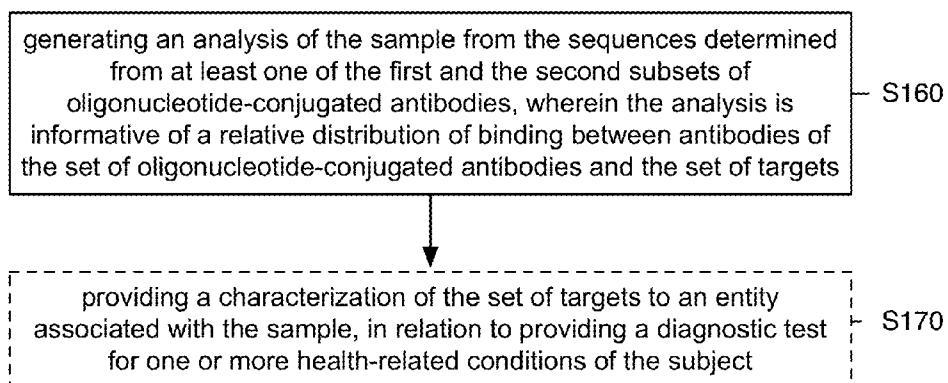 generating an analysis of the sample from the sequences determined
from at least one of the first and the second subsets of
oligonucleotide-conjugated antibodies, wherein the analysis is
informative of a relative distribution of binding between antibodies of
the set of oligonucleotide-conjugated antibodies and the set of targets
S160
providing a characterization of the set of targets to an entity
associated with the sample, in relation to providing a diagnostic test
for one or more health-related conditions of the subject
S170